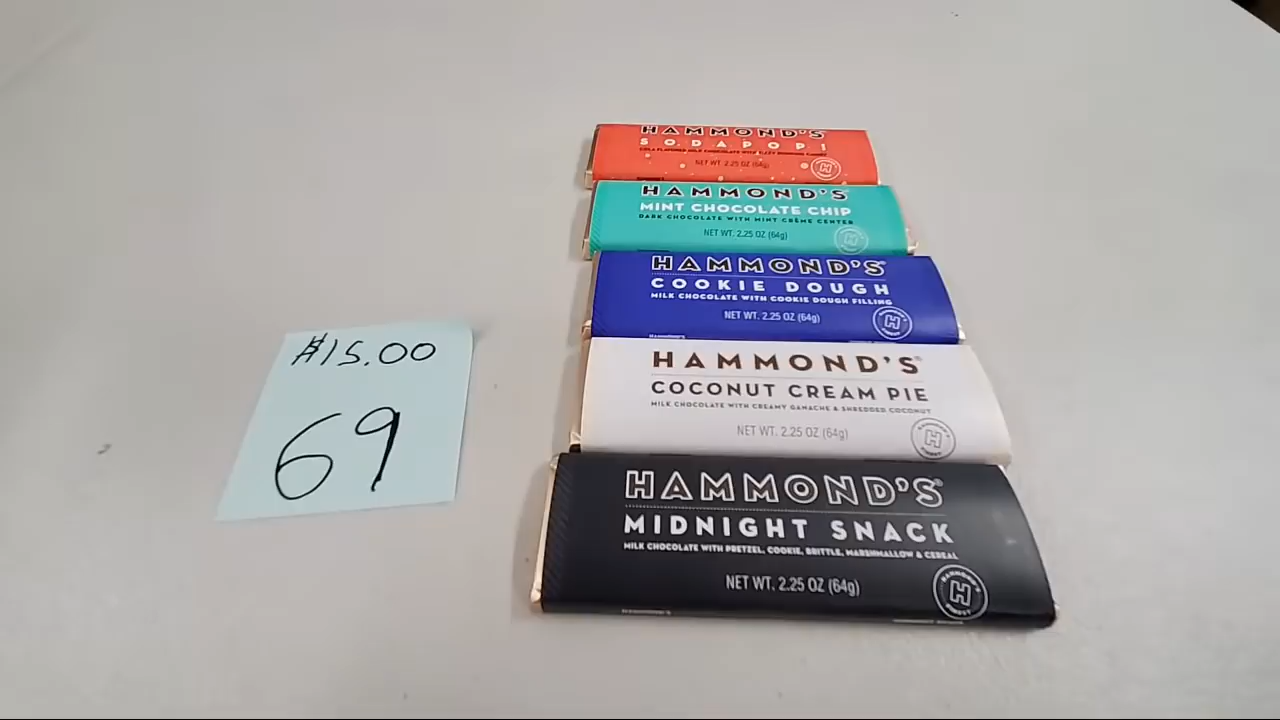 $15.00
69
HAMMOND'S
SODAPOP!
NET WT. 2.25 OZ (64g)
H
HAMMOND'S
MINT CHOCOLATE CHIP
DARK CHOCOLATE WITH MINT CRÈME CENTER
NET WT. 2.25 OZ (64g)
H
HAMMOND'S®
COOKIE DOUGH
MILK CHOCOLATE WITH COOKIE DOUGH FILLING
NET WT. 2.25 OZ (64g)
H
HAMMOND'S®
COCONUT CREAM PIE
MILK CHOCOLATE WITH CREAMY GANACHE & SHREDDED COCONUT
NET WT. 2.25 OZ (64g)
HAMMOND'S
H
FINEST
HAMMOND'S®
MIDNIGHT SNACK
MILK CHOCOLATE WITH PRETZEL, COOKIE, BRITTLE, MARSHMALLOW & CEREAL
NET WT. 2.25 OZ (64g)
HAMMOND'S
H
FINEST